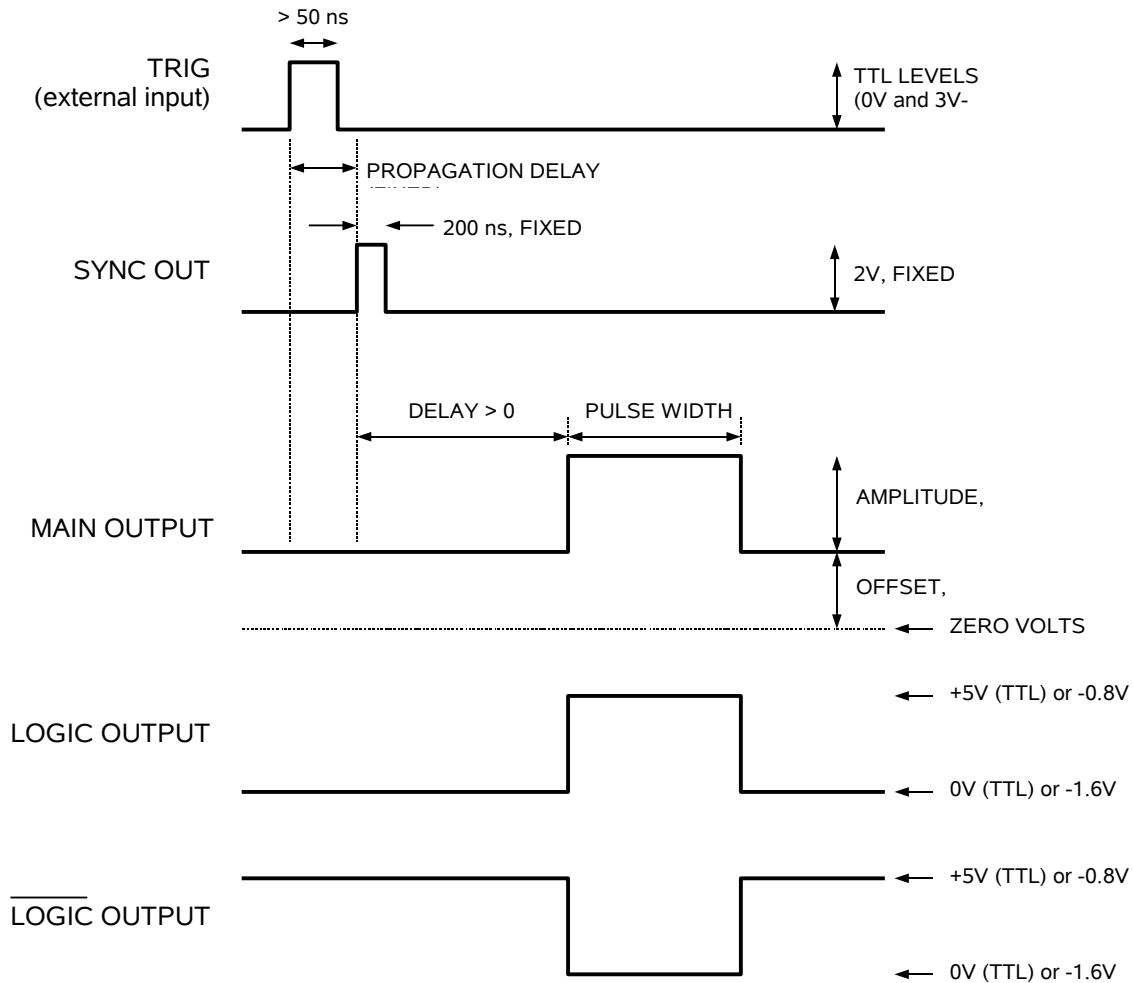 > 50 ns
TRIG
(external input)
TTL LEVELS
(0V and 3V-
PROPAGATION DELAY
200 ns, FIXED
SYNC OUT
2V, FIXED
DELAY > 0
PULSE WIDTH
AMPLITUDE,
MAIN OUTPUT
OFFSET,
ZERO VOLTS
+5V (TTL) or -0.8V
LOGIC OUTPUT
0V (TTL) or -1.6V
+5V (TTL) or -0.8V
LOGIC OUTPUT
0V (TTL) or -1.6V